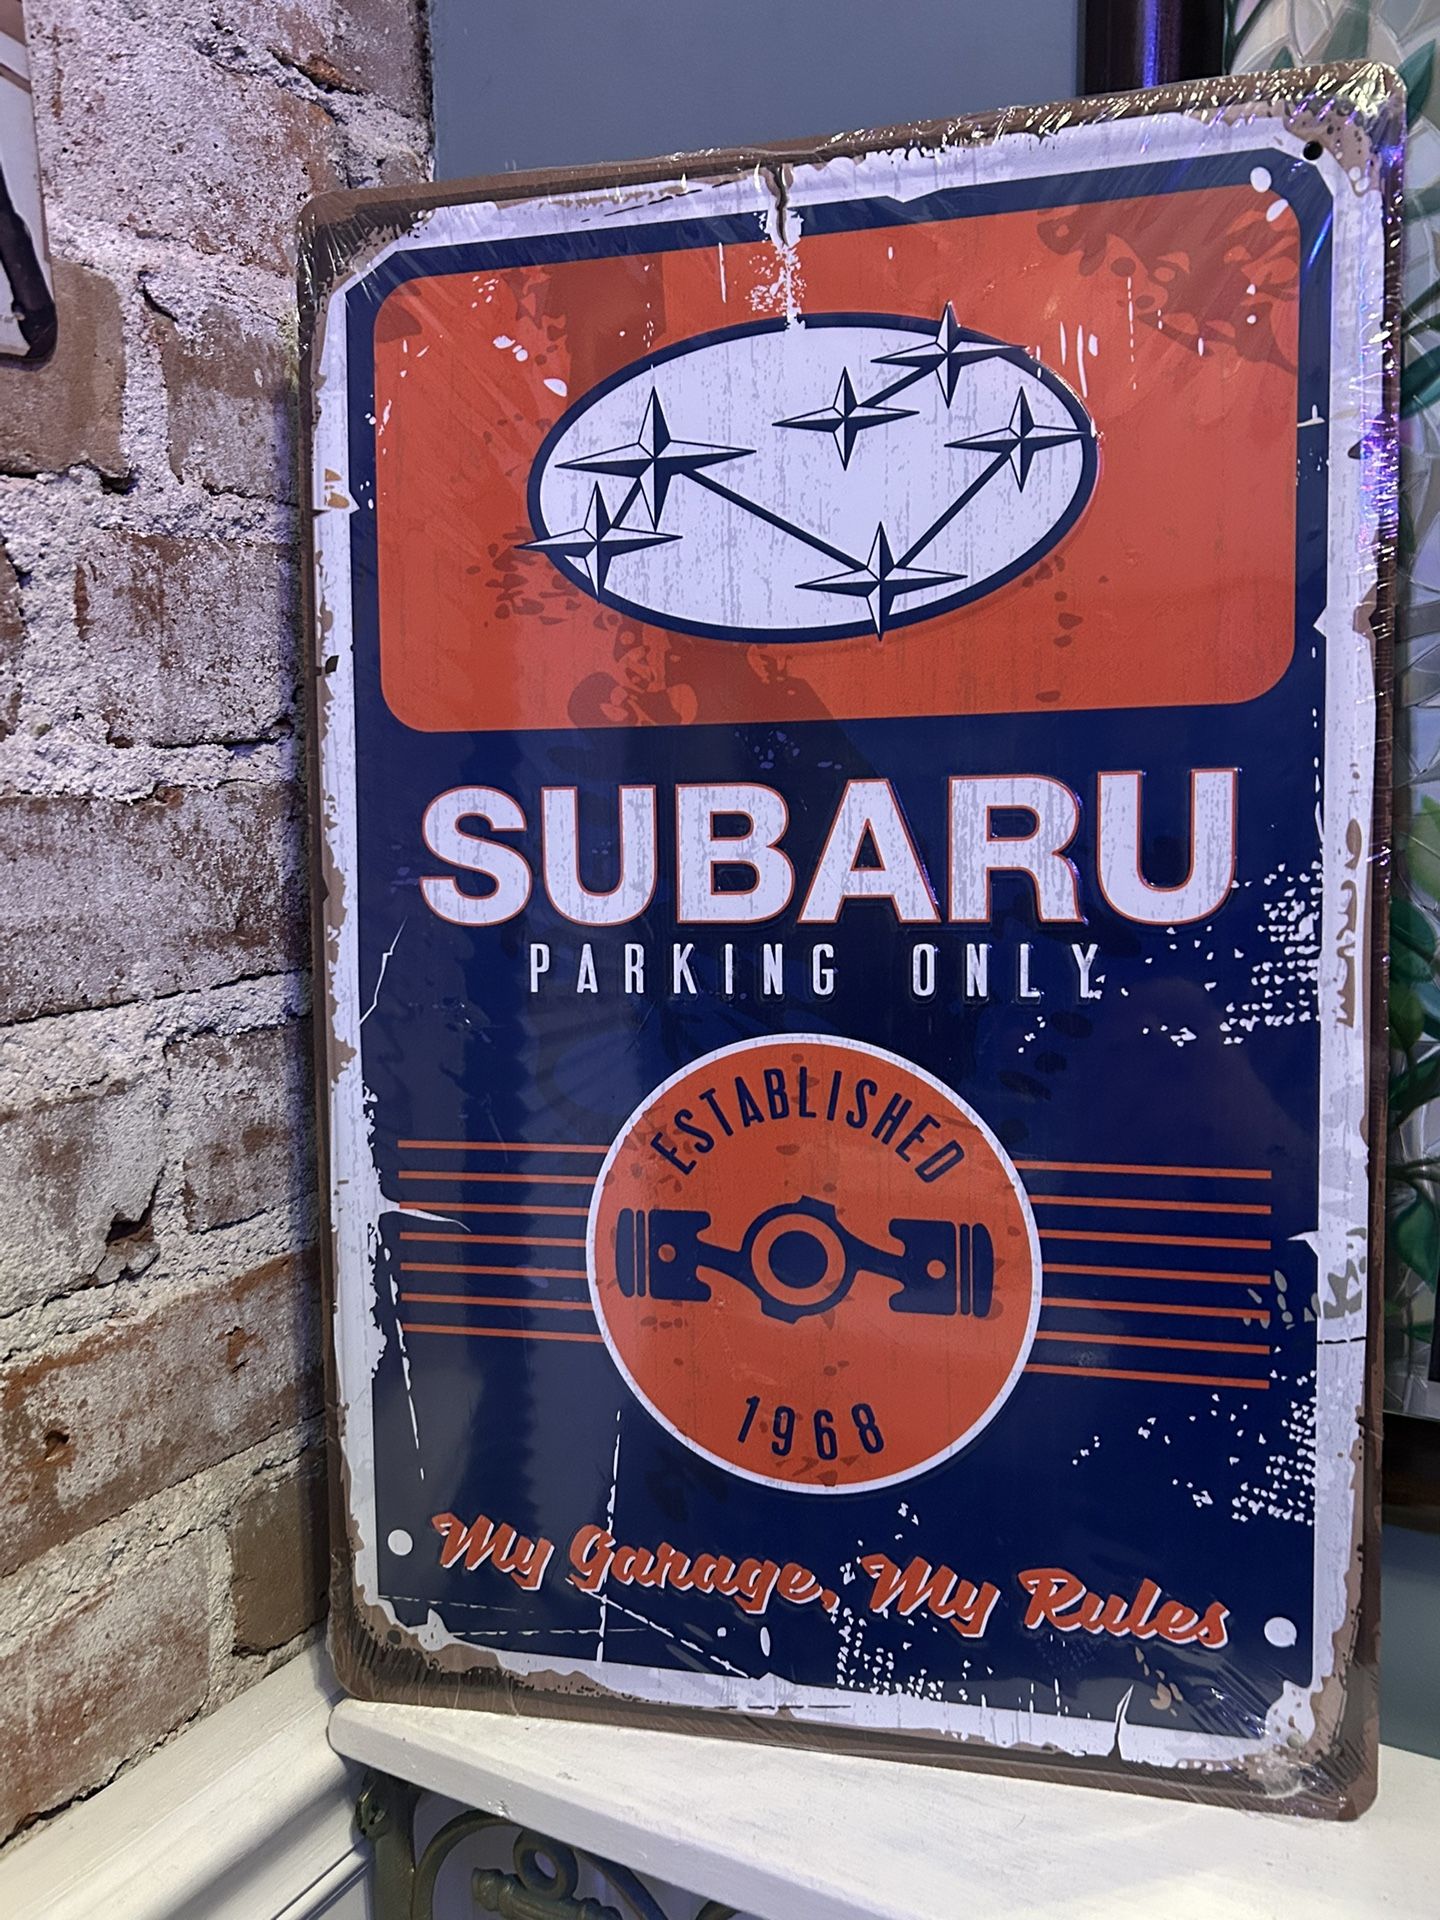 SUBARU
PARKING ONLY
ESTABLISHED
1968
My Garage, My Rules